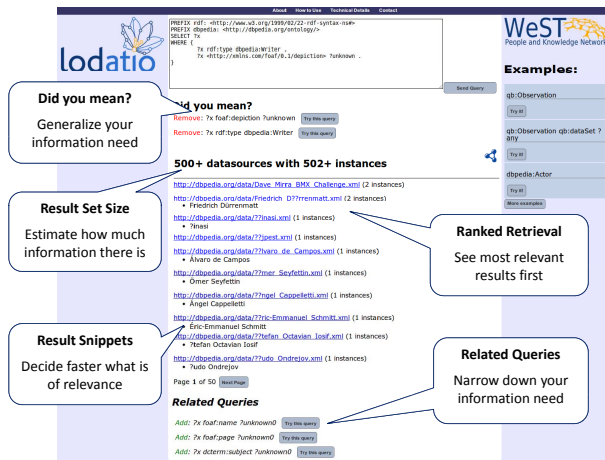 About How to Use Technical Details Contact
lodatio
PREFIX rdf: <http://www.w3.org/1999/02/22-rdf-syntax-ns#>
PREFIX dbpedia: <http://dbpedia.org/ontology/>
SELECT ?x
WHERE {
?x rdf:type dbpedia:Writer .
?x <http://xmlns.com/foaf/0.1/depiction> ?unknown .
}
Send Query
WeST
People and Knowledge Network
Examples:
qb:Observation
Try it!
qb:Observation qb:dataSet ?
any
Try it!
dbpedia:Actor
Try it!
More examples
Did you mean?
Generalize your
information need
Did you mean?
Remove: ?x foaf:depiction ?unknown Try this query
Remove: ?x rdf:type dbpedia:Writer Try this query
500+ datasources with 502+ instances
Result Set Size
Estimate how much
information there is
http://dbpedia.org/data/Dave_Mirra_BMX_Challenge.xml (2 instances)
http://dbpedia.org/data/Friedrich_D??rrenmatt.xml (2 instances)
• Friedrich Dürrenmatt
http://dbpedia.org/data/??inasi.xml (1 instances)
• ?inasi
http://dbpedia.org/data/??jpest.xml (1 instances)
http://dbpedia.org/data/??lvaro_de_Campos.xml (1 instances)
• Álvaro de Campos
http://dbpedia.org/data/??mer_Seyfettin.xml (1 instances)
• Ömer Seyfettin
http://dbpedia.org/data/??ngel_Cappelletti.xml (1 instances)
• Ángel Cappelletti
http://dbpedia.org/data/??ric-Emmanuel_Schmitt.xml (1 instances)
• Éric-Emmanuel Schmitt
http://dbpedia.org/data/??tefan_Octavian_Iosif.xml (1 instances)
• ?tefan Octavian Iosif
http://dbpedia.org/data/??udo_Ondrejov.xml (1 instances)
• ?udo Ondrejov
Page 1 of 50 Next Page
Ranked Retrieval
See most relevant
results first
Result Snippets
Decide faster what is
of relevance
Related Queries
Narrow down your
information need
Related Queries
Add: ?x foaf:name ?unknown0 Try this query
Add: ?x foaf:page ?unknown0 Try this query
Add: ?x dcterm:subject ?unknown0 Try this query